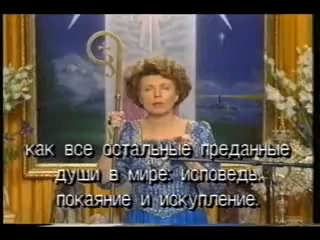 как все остальные преданные
души в мире: исповедь,
покаяние и искупление.